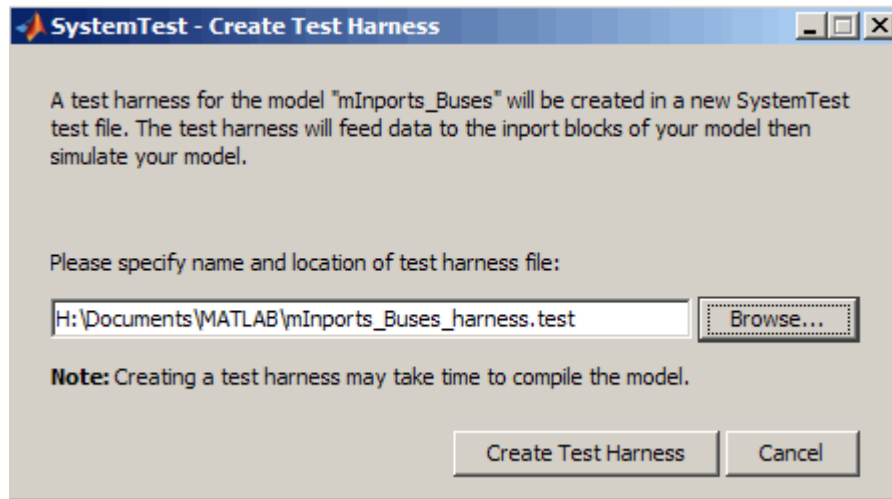 SystemTest - Create Test Harness
A test harness for the model "mInports_Buses" will be created in a new SystemTest
test file. The test harness will feed data to the inport blocks of your model then
simulate your model.
Please specify name and location of test harness file:
H:\Documents\MATLAB\mInports_Buses_harness.test
Browse...
Note: Creating a test harness may take time to compile the model.
Create Test Harness
Cancel